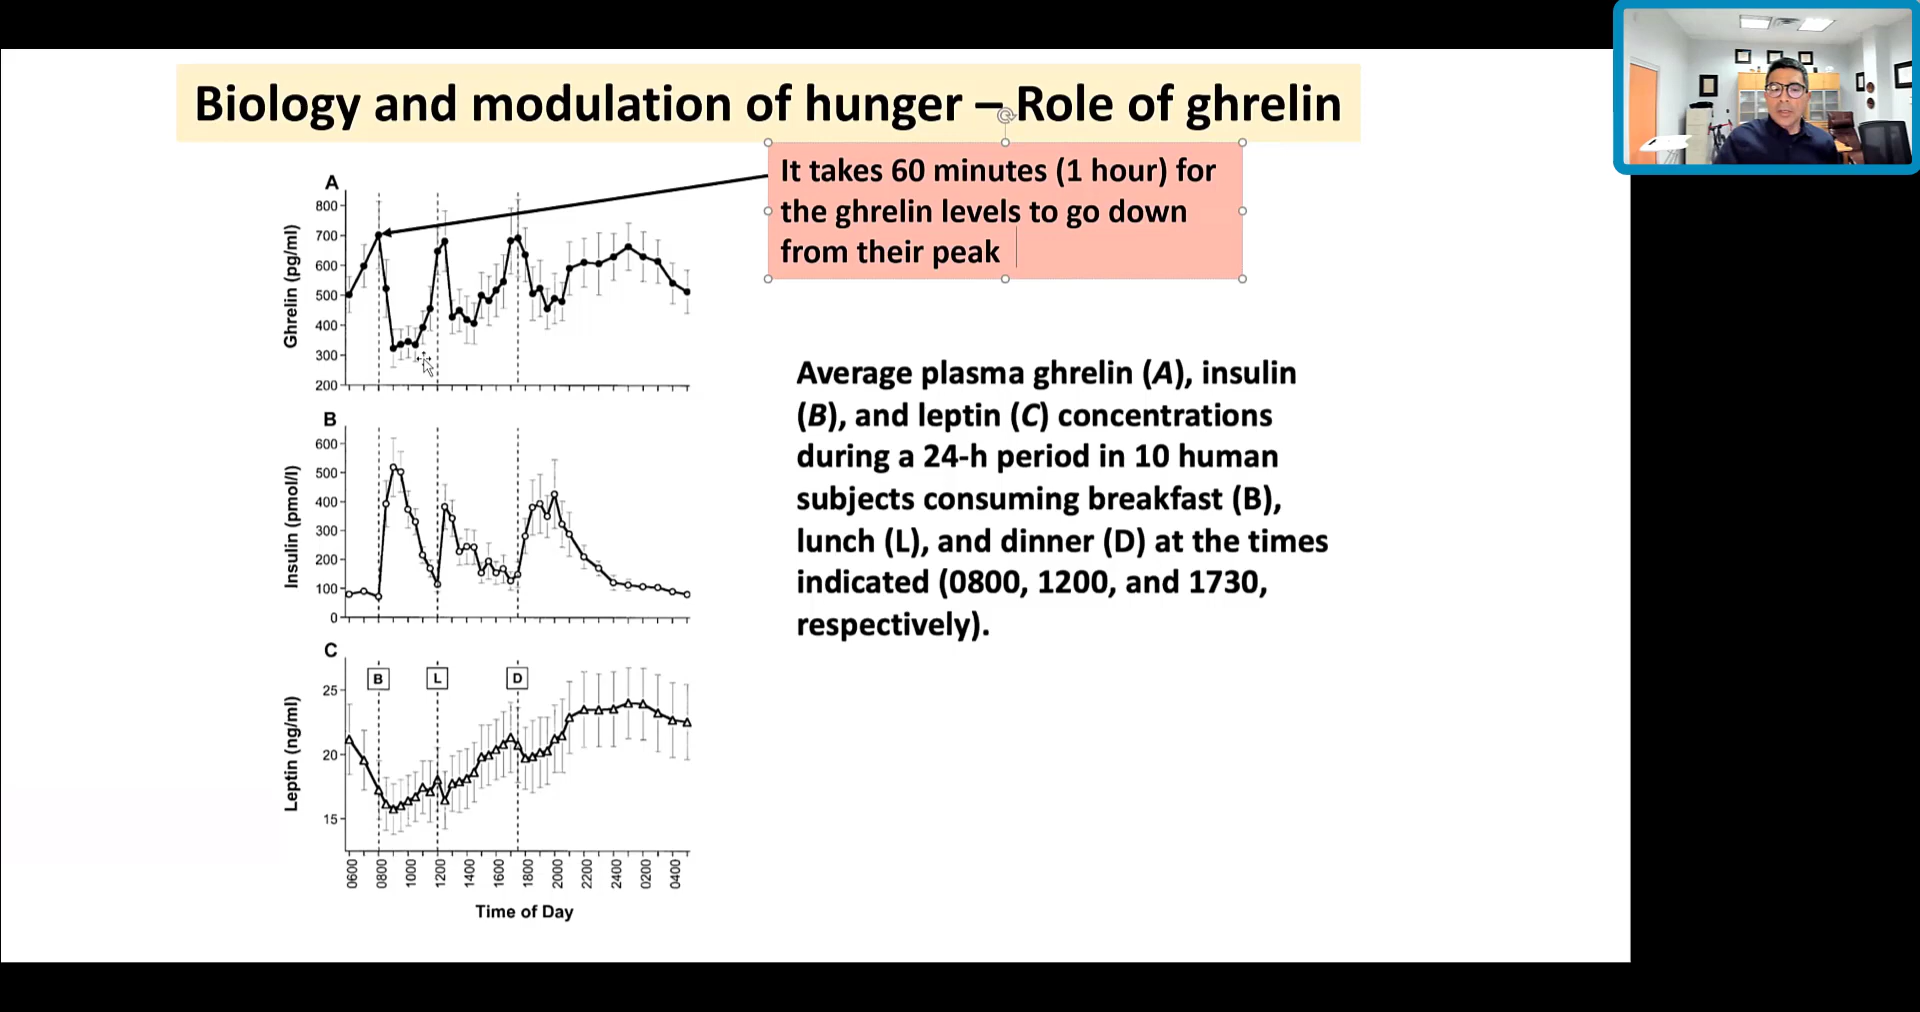 Biology and modulation of hunger – Role of ghrelin
It takes 60 minutes (1 hour) for
the ghrelin levels to go down
from their peak
A
800
700
600
500
400
300
200
Ghrelin (pg/ml)
B
600
500
400
300
200
100
0
Insulin (pmol/l)
C
B
L
D
25
20
15
Leptin (ng/ml)
0600
0800
1000
1200
1400
1600
1800
2000
2200
2400
0200
0400
Time of Day
Average plasma ghrelin (A), insulin
(B), and leptin (C) concentrations
during a 24-h period in 10 human
subjects consuming breakfast (B),
lunch (L), and dinner (D) at the times
indicated (0800, 1200, and 1730,
respectively).